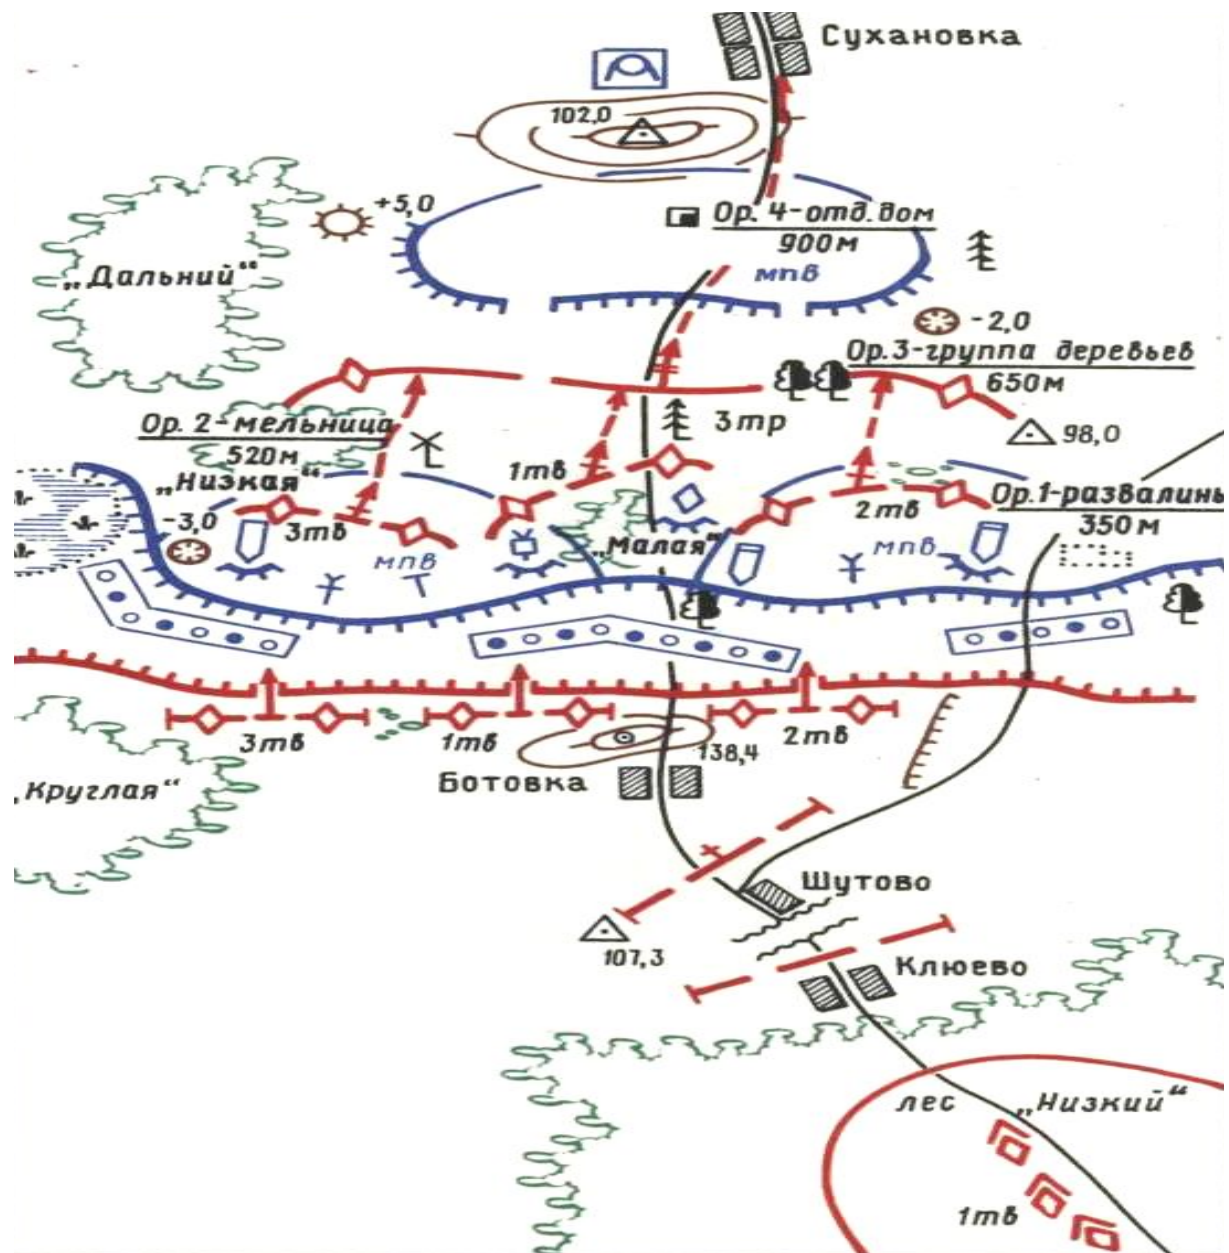 Сухановка
102,0
+5,0
Ор. 4-отд. дом
900м
„Дальний“
мпв
-2,0
Ор.3-группа деревьев
650м
Ор. 2-мельница
520м
3тр
98,0
„Низкая“
1тв
2тв
Ор.1-развалины
350м
-3,0
3тв
мпв
„Малая“
мпв
3тв
1тв
138,4
2тв
Ботовка
„Круглая“
Шутово
107,3
Клюево
лес „Низкий“
1тв